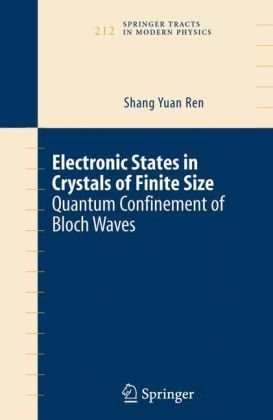 212
SPRINGER TRACTS
IN MODERN PHYSICS
Shang Yuan Ren
Electronic States in
Crystals of Finite Size
Quantum Confinement of
Bloch Waves
Springer